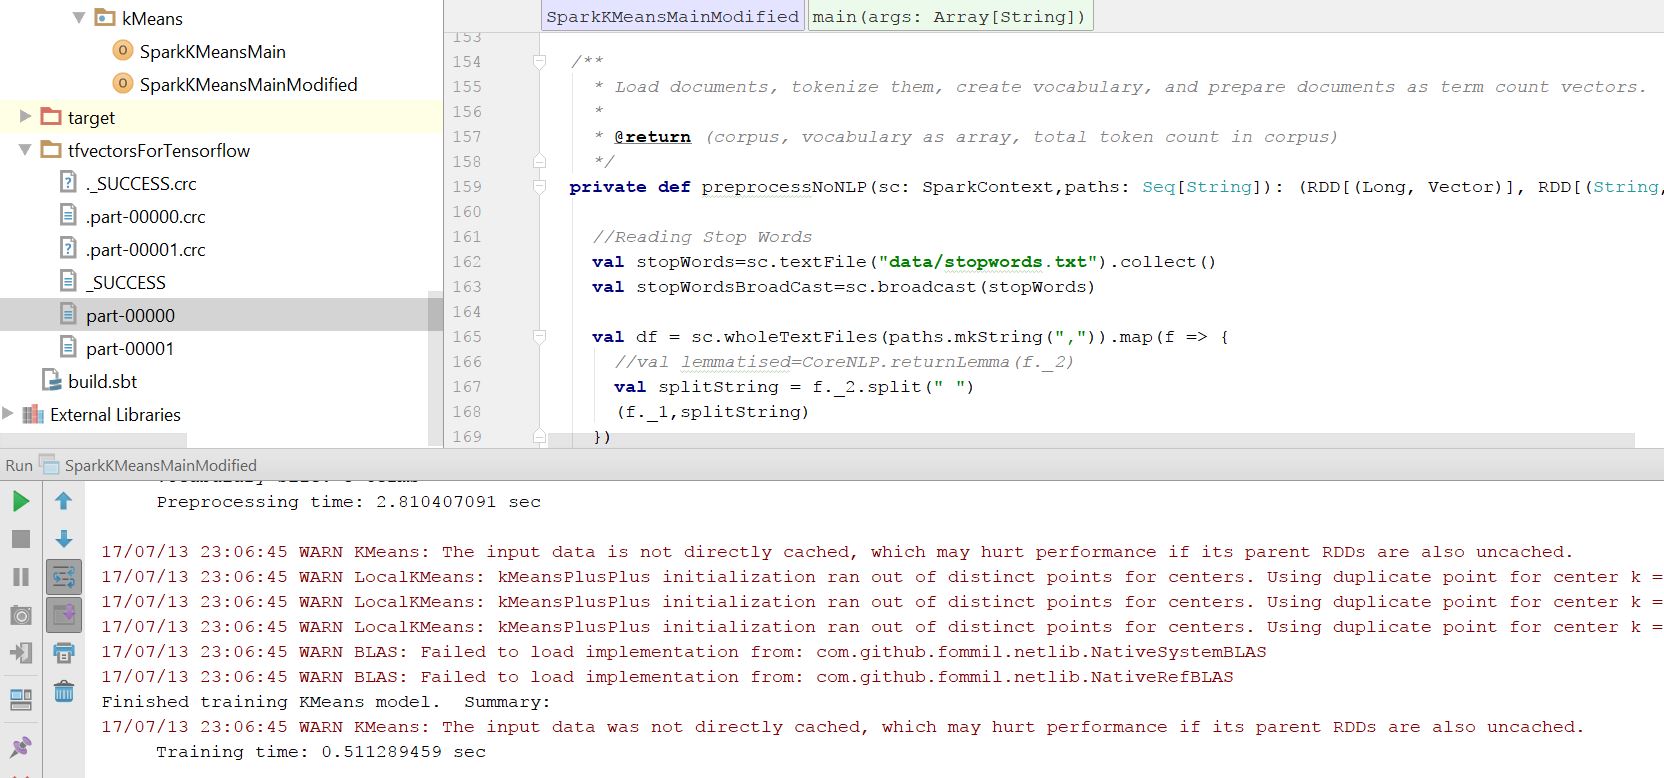 kMeans
SparkKMeansMain
SparkKMeansMainModified
target
tfvectorsForTensorflow
._SUCCESS.crc
.part-00000.crc
.part-00001.crc
_SUCCESS
part-00000
part-00001
build.sbt
External Libraries
SparkKMeansMainModified main(args: Array[String])
153
154 /**
155 * Load documents, tokenize them, create vocabulary, and prepare documents as term count vectors.
156 *
157 * @return (corpus, vocabulary as array, total token count in corpus)
158 */
159 private def preprocessNoNLP(sc: SparkContext,paths: Seq[String]): (RDD[(Long, Vector)], RDD[(String,
160
161 //Reading Stop Words
162 val stopWords=sc.textFile("data/stopwords.txt").collect()
163 val stopWordsBroadCast=sc.broadcast(stopWords)
164
165 val df = sc.wholeTextFiles(paths.mkString(",")).map(f => {
166 //val lemmatised=CoreNLP.returnLemma(f._2)
167 val splitString = f._2.split(" ")
168 (f._1,splitString)
169 })
Run SparkKMeansMainModified
Preprocessing time: 2.810407091 sec
17/07/13 23:06:45 WARN KMeans: The input data is not directly cached, which may hurt performance if its parent RDDs are also uncached.
17/07/13 23:06:45 WARN LocalKMeans: kMeansPlusPlus initialization ran out of distinct points for centers. Using duplicate point for center k =
17/07/13 23:06:45 WARN LocalKMeans: kMeansPlusPlus initialization ran out of distinct points for centers. Using duplicate point for center k =
17/07/13 23:06:45 WARN LocalKMeans: kMeansPlusPlus initialization ran out of distinct points for centers. Using duplicate point for center k =
17/07/13 23:06:45 WARN BLAS: Failed to load implementation from: com.github.fommil.netlib.NativeSystemBLAS
17/07/13 23:06:45 WARN BLAS: Failed to load implementation from: com.github.fommil.netlib.NativeRefBLAS
Finished training KMeans model.  Summary:
17/07/13 23:06:45 WARN KMeans: The input data was not directly cached, which may hurt performance if its parent RDDs are also uncached.
Training time: 0.511289459 sec